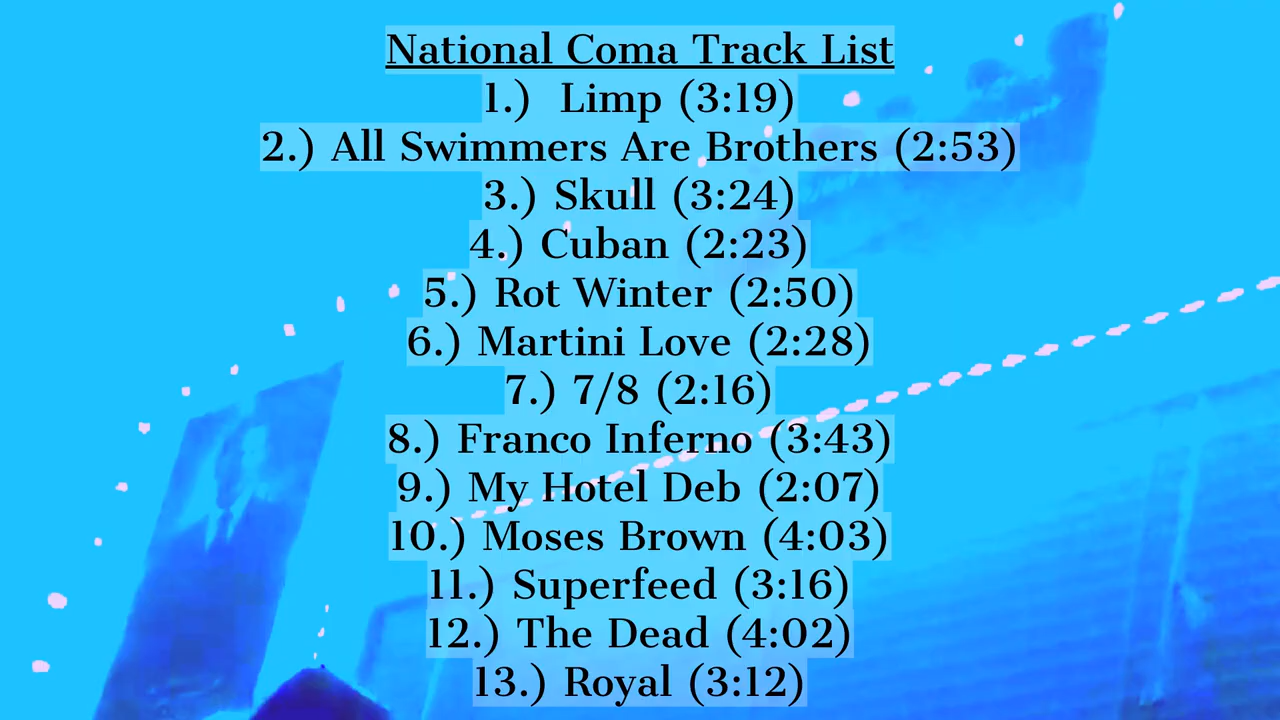 National Coma Track List
1.)  Limp (3:19)
2.) All Swimmers Are Brothers (2:53)
3.) Skull (3:24)
4.) Cuban (2:23)
5.) Rot Winter (2:50)
6.) Martini Love (2:28)
7.) 7/8 (2:16)
8.) Franco Inferno (3:43)
9.) My Hotel Deb (2:07)
10.) Moses Brown (4:03)
11.) Superfeed (3:16)
12.) The Dead (4:02)
13.) Royal (3:12)